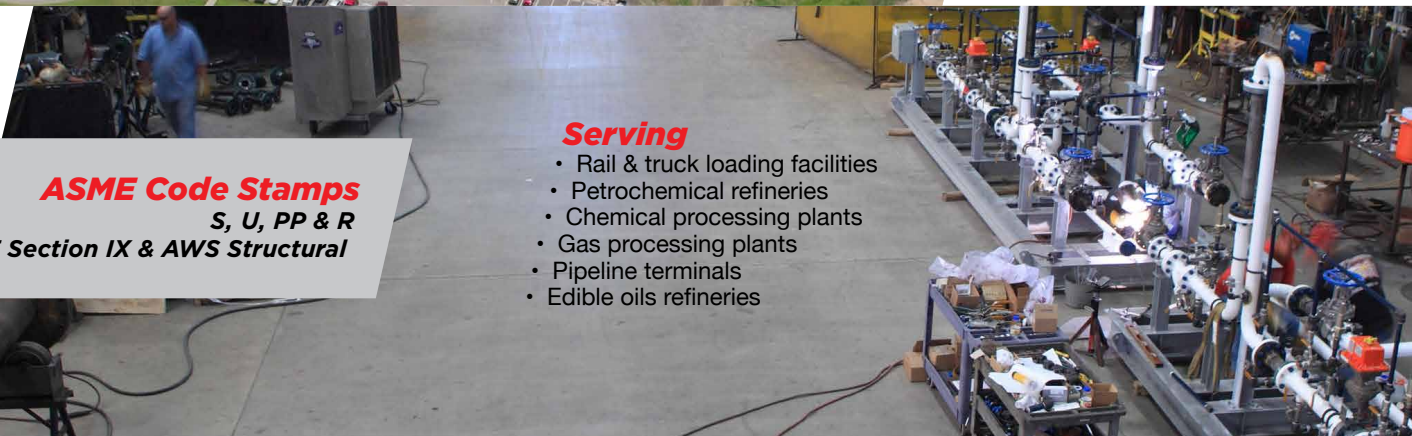 ASME Code Stamps
S, U, PP & R
Section IX & AWS Structural
Serving
• Rail & truck loading facilities
• Petrochemical refineries
• Chemical processing plants
• Gas processing plants
• Pipeline terminals
• Edible oils refineries